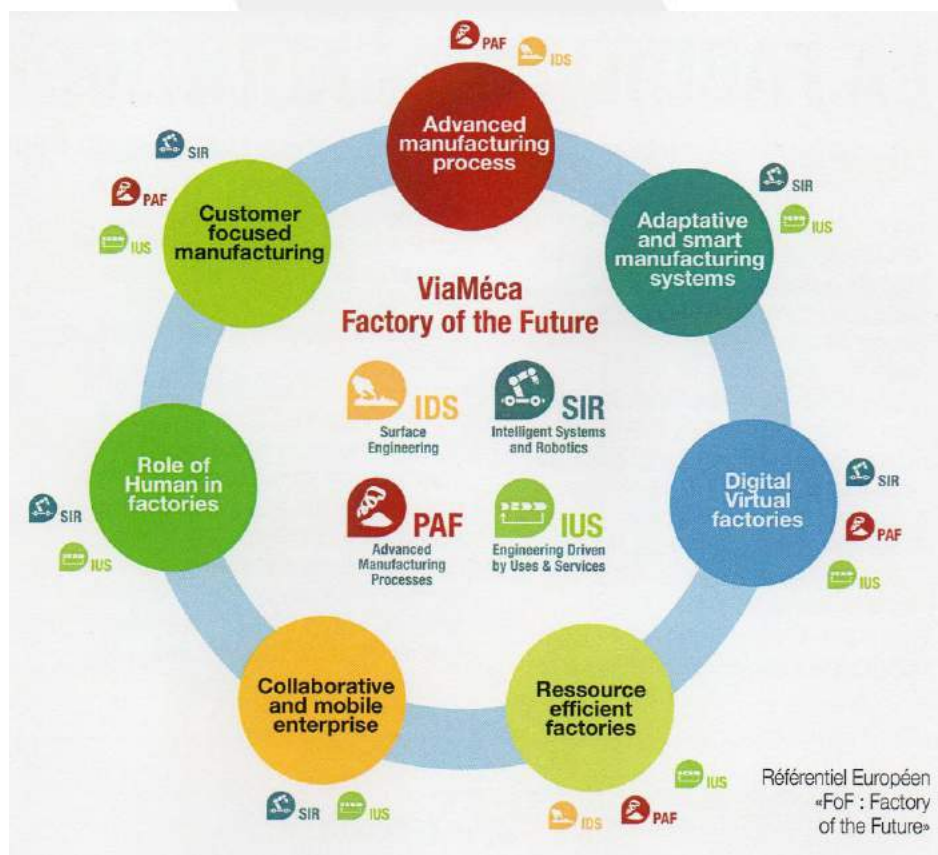 PAF
IDS
Advanced
manufacturing
process
SIR
PAF
IUS
Customer
focused
manufacturing
SIR
IUS
Adaptative
and smart
manufacturing
systems
ViaMéca
Factory of the Future
IDS
Surface
Engineering
SIR
Intelligent Systems
and Robotics
PAF
Advanced
Manufacturing
Processes
IUS
Engineering Driven
by Uses & Services
Role of
Human in
factories
SIR
IUS
Digital
Virtual
factories
SIR
PAF
IUS
Collaborative
and mobile
enterprise
SIR
IUS
Ressource
efficient
factories
IUS
PAF
IDS
Référentiel Européen
«FoF : Factory
of the Future»